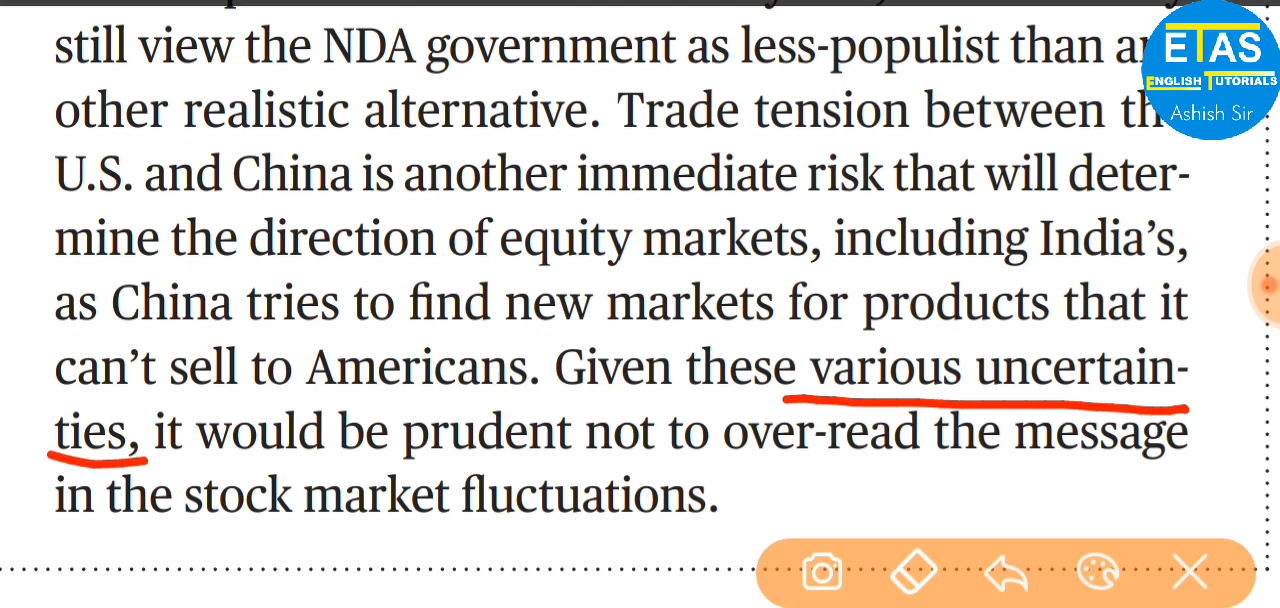 still view the NDA government as less-populist than
other realistic alternative. Trade tension between
U.S. and China is another immediate risk that will deter-
mine the direction of equity markets, including India’s,
as China tries to find new markets for products that it
can’t sell to Americans. Given these various uncertain-
ties, it would be prudent not to over-read the message
in the stock market fluctuations.
ETAS
ENGLISH TUTORIALS
Ashish Sir